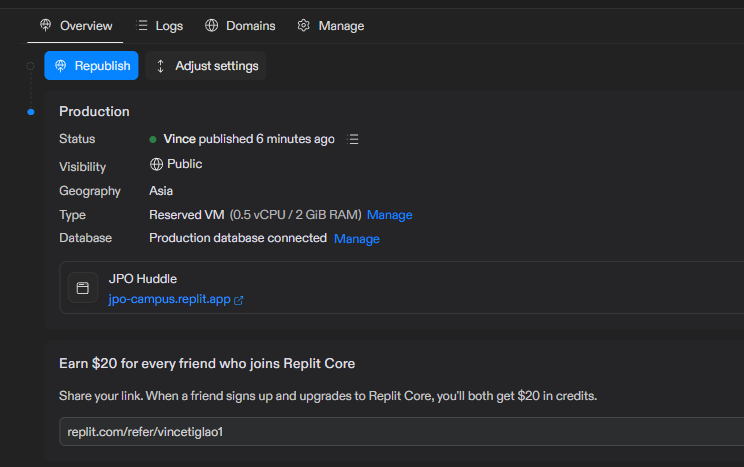 Overview Logs Domains Manage
Republish Adjust settings
Production
Status Vince published 6 minutes ago
Visibility Public
Geography Asia
Type Reserved VM (0.5 vCPU / 2 GiB RAM) Manage
Database Production database connected Manage
JPO Huddle
jpo-campus.replit.app
Earn $20 for every friend who joins Replit Core
Share your link. When a friend signs up and upgrades to Replit Core, you'll both get $20 in credits.
replit.com/refer/vincetiglao1